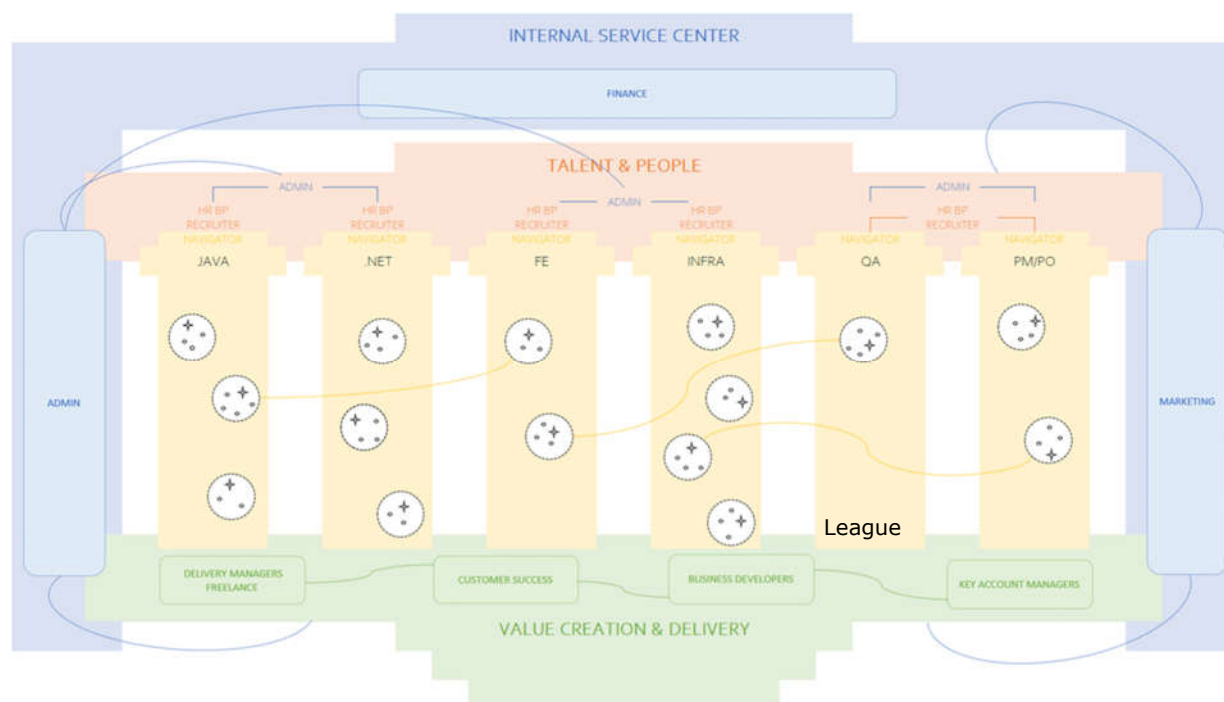 INTERNAL SERVICE CENTER
FINANCE
TALENT & PEOPLE
ADMIN
ADMIN
ADMIN
HR BP
RECRUITER
NAVIGATOR
JAVA
HR BP
RECRUITER
NAVIGATOR
.NET
HR BP
RECRUITER
NAVIGATOR
FE
HR BP
RECRUITER
NAVIGATOR
INFRA
HR BP
RECRUITER
NAVIGATOR
QA
NAVIGATOR
PM/PO
ADMIN
MARKETING
League
DELIVERY MANAGERS
FREELANCE
CUSTOMER SUCCESS
BUSINESS DEVELOPERS
KEY ACCOUNT MANAGERS
VALUE CREATION & DELIVERY